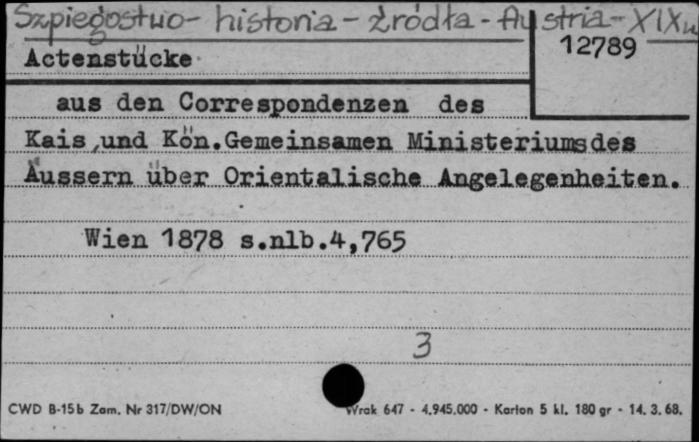 Szpiegostwo - historia - źródła - Austria - XIX w
12789
Actenstücke
aus den Correspondenzen des
Kais.und Kön.Gemeinsamen Ministeriums des
Äussern über Orientalische Angelegenheiten.
Wien 1878 s.nlb.4,765
3
CWD B-15b Zam. Nr 317/DW/ON
Wrak 647 - 4.945.000 - Karton 5 kl. 180 gr - 14. 3. 68.